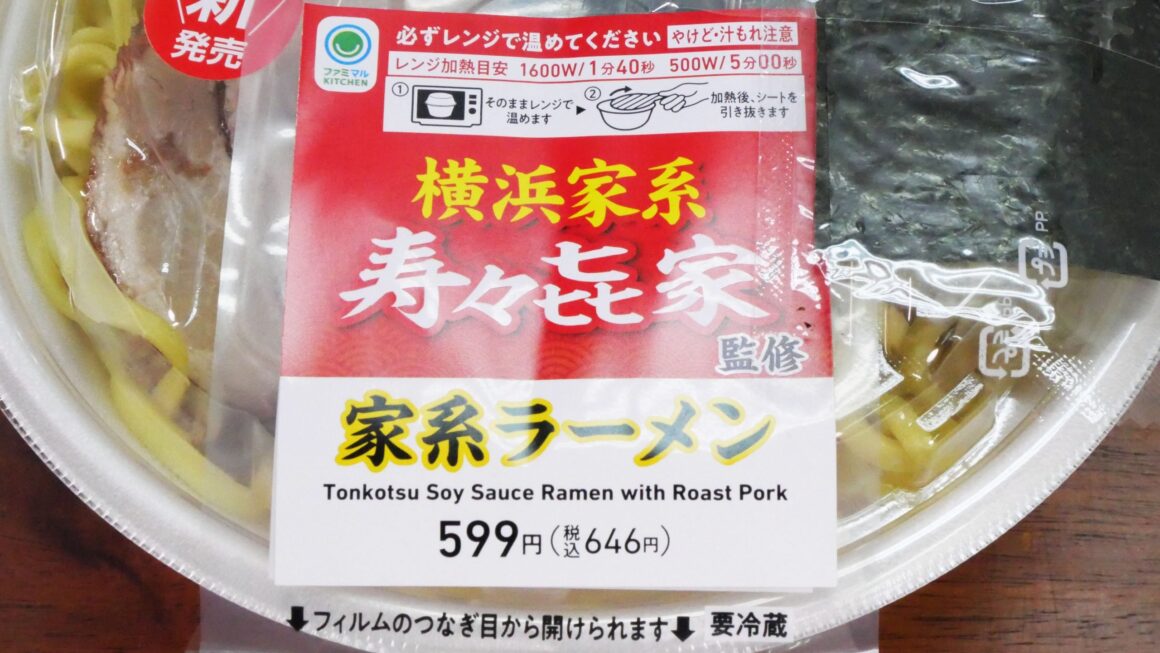 新
発売
ファミマル
KITCHEN
必ずレンジで温めてください やけど・汁もれ注意
レンジ加熱目安 1600W/1分40秒 500W/5分00秒
① そのままレンジで
温めます
▶
② 加熱後、シートを
引き抜きます
横浜家系
寿々㐂家
監修
家系ラーメン
Tonkotsu Soy Sauce Ramen with Roast Pork
599円(税込646円)
⬇フィルムのつなぎ目から開けられます⬇ 要冷蔵
プラ
PP